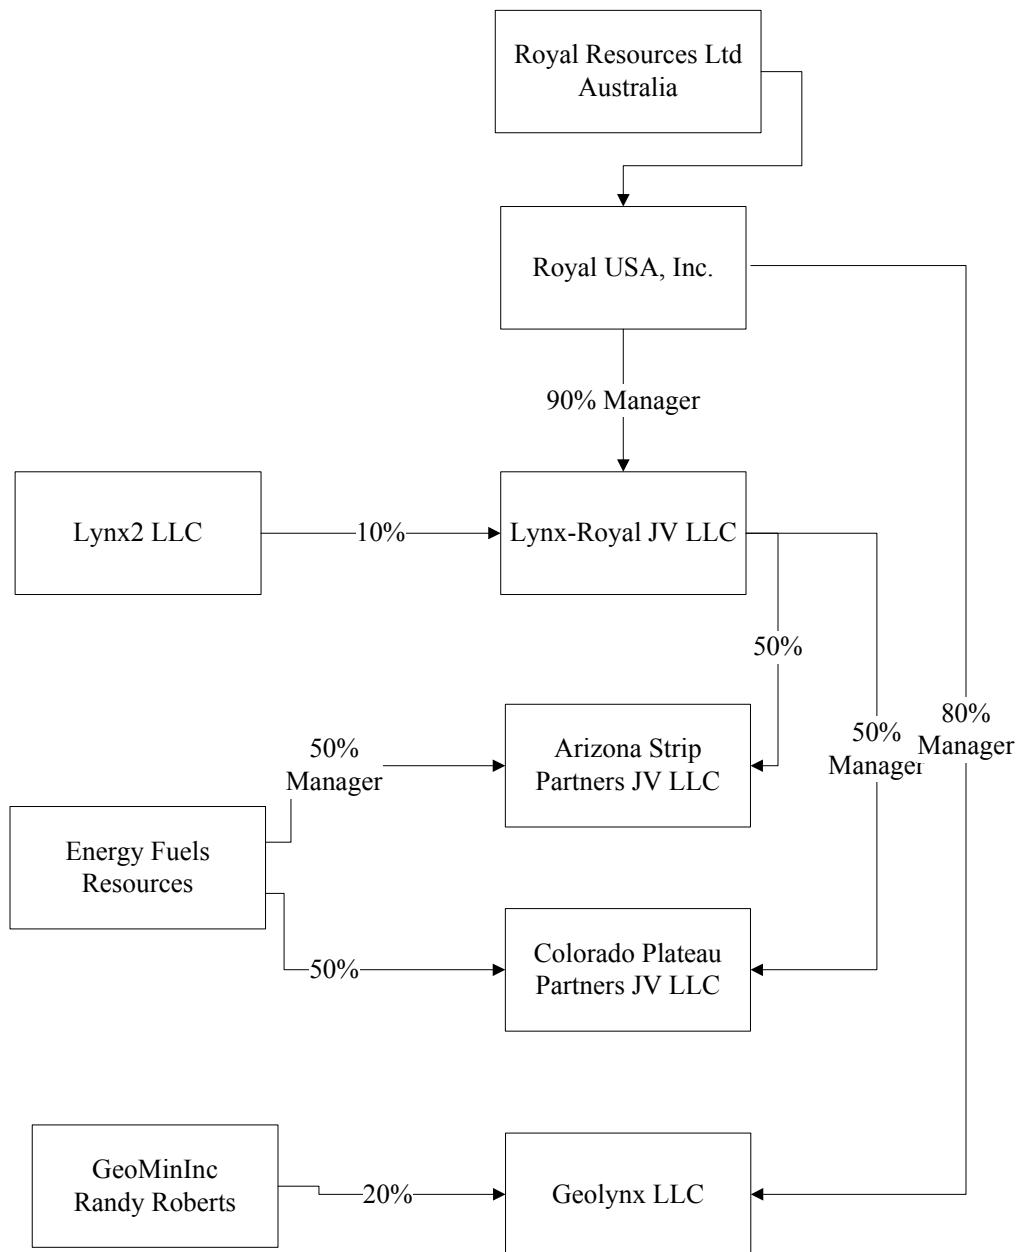 Royal Resources Ltd
Australia
Royal USA, Inc.
90% Manager
Lynx2 LLC
10%
Lynx-Royal JV LLC
50%
50%
Manager
Arizona Strip
Partners JV LLC
50%
Manager
80%
Manager
Energy Fuels
Resources
50%
Colorado Plateau
Partners JV LLC
GeoMinInc
Randy Roberts
20%
Geolynx LLC